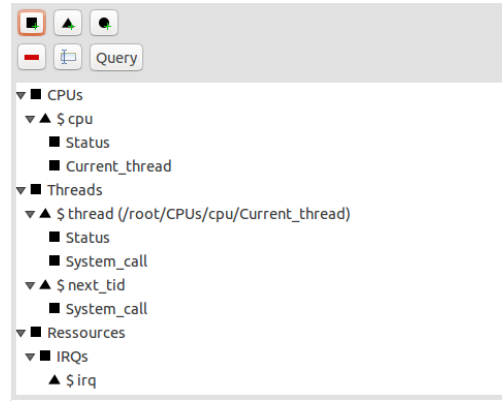 Query
CPUs
$ cpu
Status
Current_thread
Threads
$ thread (/root/CPUs/cpu/Current_thread)
Status
System_call
$ next_tid
System_call
Ressources
IRQs
$ irq